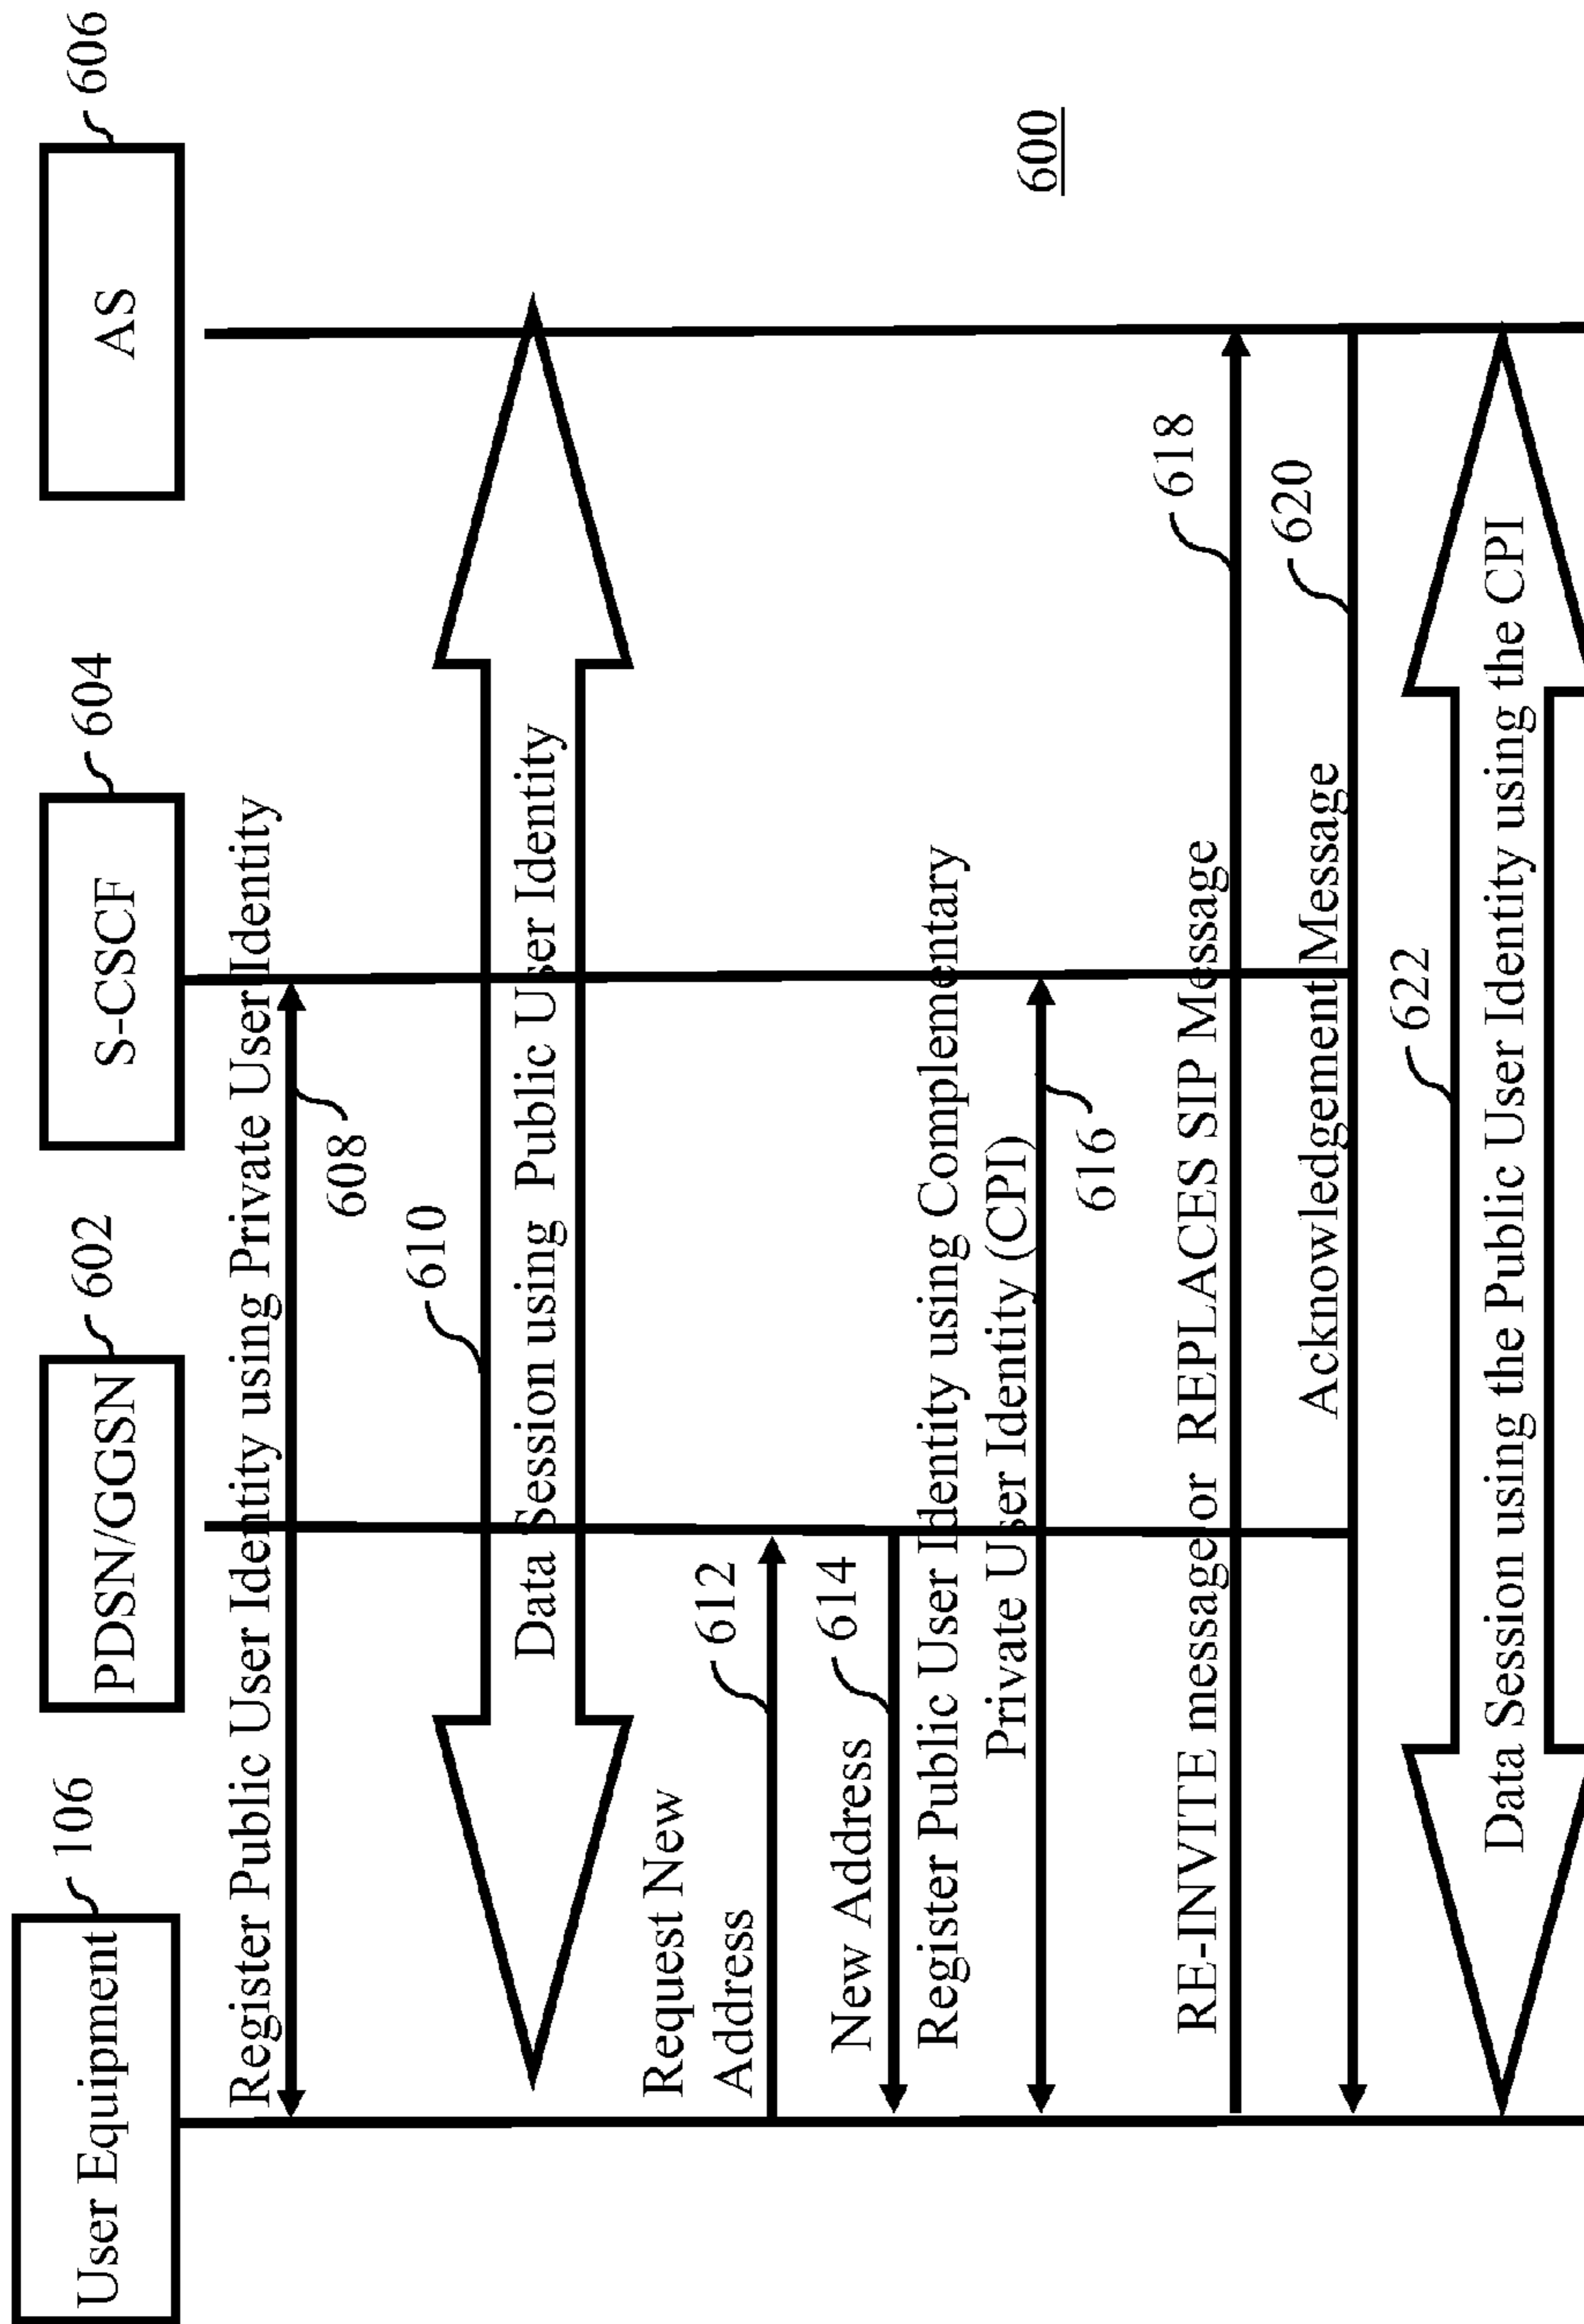 User Equipment
106
PDSN/GGSN
602
S-CSCF
604
AS
606
Register Public User Identity using Private User Identity
608
610
Data Session using Public User Identity
Request New
Address
612
New Address
614
Register Public User Identity using Complementary
Private User Identity (CPI)
616
600
RE-INVITE message or REPLACES SIP Message
618
Acknowledgement Message
620
622
Data Session using the Public User Identity using the CPI